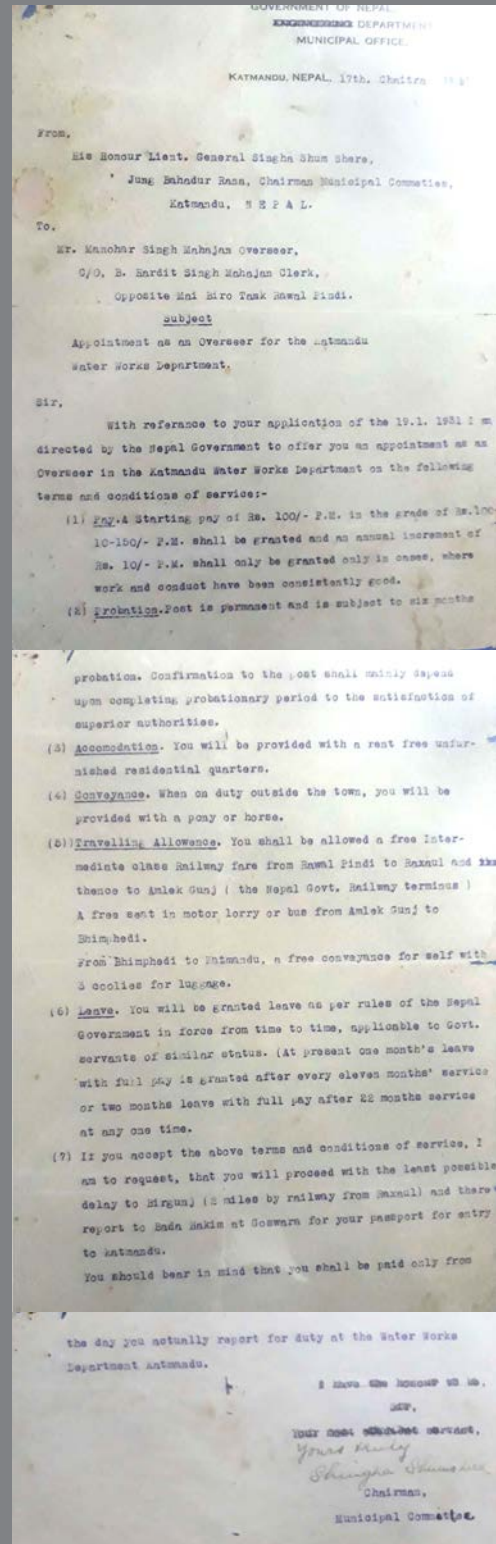 GOVERNMENT OF NEPAL.
ENGINEERING DEPARTMENT
MUNICIPAL OFFICE.
KATMANDU, NEPAL, 17th. Chaitra
From,
His Honour Lieut. General Singha Shum Shere,
Jung Bahadur Rana, Chairman Municipal Commeties,
Katmandu, N E P A L.
To.
Mr. Manohar Singh Mahajan Overseer,
C/O, B. Hardit Singh Mahajan Clerk,
Opposite Mai Biro Tank Rawal Pindi.
Subject
Appointment as an Overseer for the Katmandu
Water Works Department.
Sir,
With referance to your application of the 19.1. 1931 I am
directed by the Nepal Government to offer you an appointment as an
Overseer in the Katmandu Water Works Department on the following
terms and conditions of service:-
(1) Pay.A Starting pay of Rs. 100/- P.M. in the grade of Rs.100-
10-150/- P.M. shall be granted and an annual increment of
Rs. 10/- P.M. shall only be granted only in cases, where
work and conduct have been consistently good.
(2) Probation.Post is permanent and is subject to six months
probation. Confirmation to the post shall mainly depend
upon completing probationary period to the satisfaction of
superior authorities.
(3) Accomodation. You will be provided with a rent free unfur-
nished residential quarters.
(4) Conveyance. When on duty outside the town, you will be
provided with a pony or horse.
(5) Travelling Allowence. You shall be allowed a free Inter-
mediate class Railway fare from Rawal Pindi to Raxaul and
thence to Amlek Gunj ( the Nepal Govt. Railway terminus )
A free seat in motor lorry or bus from Amlek Gunj to
Bhimphedi.
From Bhimphedi to Katmandu, a free conveyance for self with
3 coolies for luggage.
(6) Leave. You will be granted leave as per rules of the Nepal
Government in force from time to time, applicable to Govt.
servants of similar status. (At present one month's leave
with full pay is granted after every eleven months' service
or two months leave with full pay after 22 months service
at any one time.
(7) If you accept the above terms and conditions of service, I
am to request, that you will proceed with the least possible
delay to Birgunj (2 miles by railway from Raxaul) and there
report to Bada Hakim at Goswara for your passport for entry
to Katmandu.
You should bear in mind that you shall be paid only from
the day you actually report for duty at the Water Works
Department Katmandu.
I have the honour to be,
Sir,
Your most obedient servant,
Yours truly
Shingha Shumshere
Chairman,
Municipal Commettee.